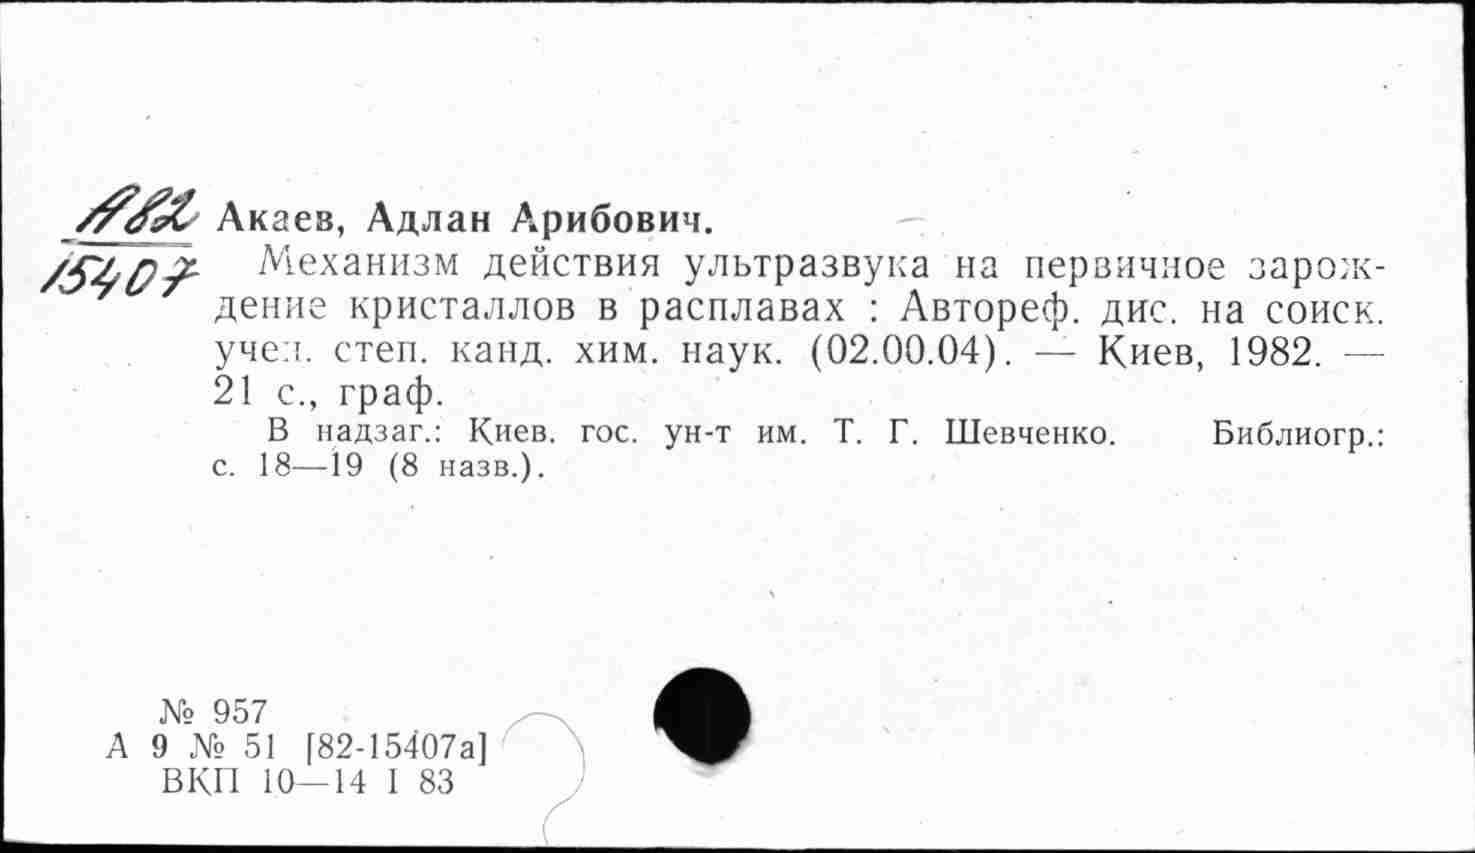 А82
15407
Акаев, Адлан Арибович.
Механизм действия ультразвука на первичное зарож-
дение кристаллов в расплавах : Автореф. дис. на соиск.
учен. степ. канд. хим. наук. (02.00.04). — Киев, 1982. —
21 с., граф.
В надзаг.: Киев. гос. ун-т им. Т. Г. Шевченко. Библиогр.:
с. 18—19 (8 назв.).
№ 957
А 9 № 51 [82-15407а]
ВКП 10—14 I 83